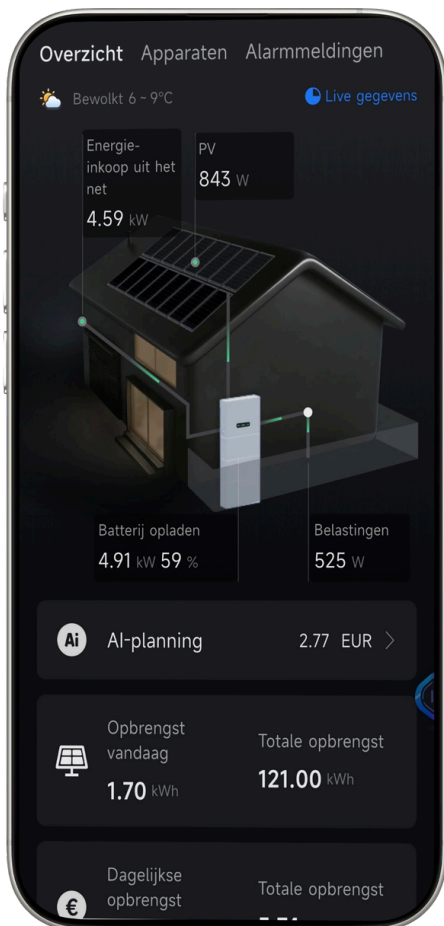 Overzicht Apparaten Alarmmeldingen
Bewolkt 6 ~ 9°C
Live gegevens
Energie-
inkoop uit het
net
4.59 kW
PV
843 W
Batterij opladen
4.91 kW 59 %
Belastingen
525 W
Ai
AI-planning
2.77 EUR
Opbrengst
vandaag
1.70 kWh
Totale opbrengst
121.00 kWh
€
Dagelijkse
opbrengst
Totale opbrengst